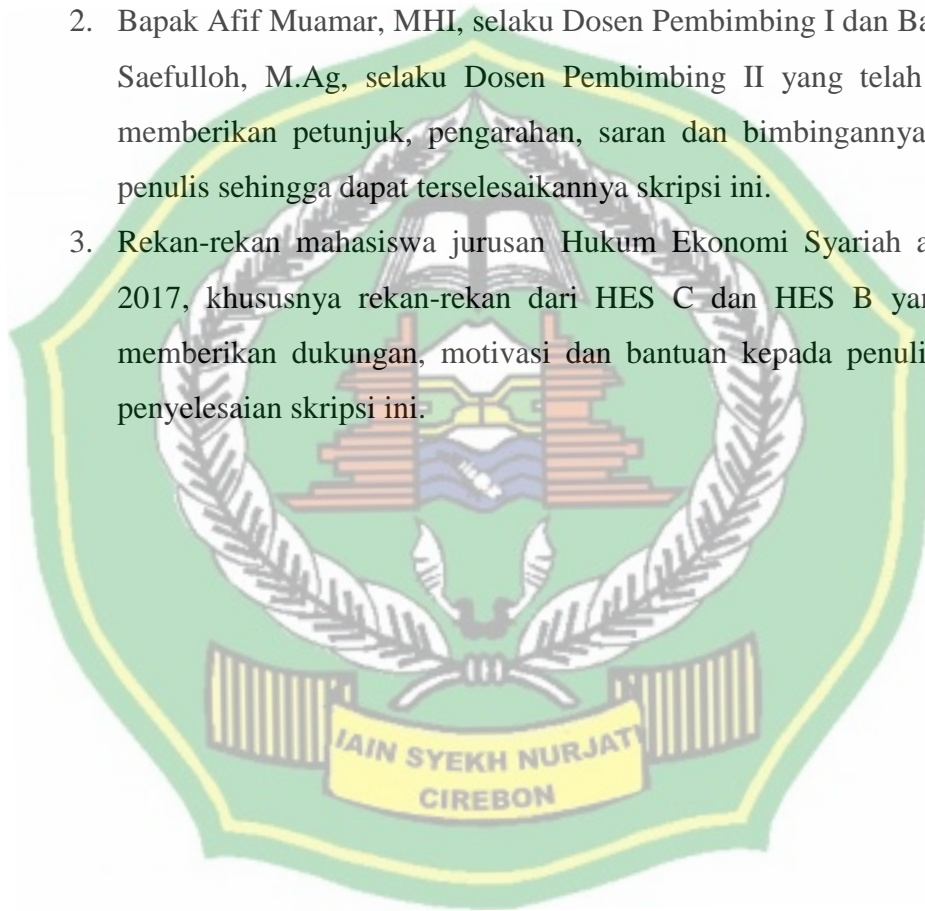 2. Bapak Afif Muamar, MHI, selaku Dosen Pembimbing I dan Ba
Saefulloh, M.Ag, selaku Dosen Pembimbing II yang telah
memberikan petunjuk, pengarahan, saran dan bimbingannya
penulis sehingga dapat terselesaikannya skripsi ini.
3. Rekan-rekan mahasiswa jurusan Hukum Ekonomi Syariah a
2017, khususnya rekan-rekan dari HES C dan HES B yan
memberikan dukungan, motivasi dan bantuan kepada penuli
penyelesaian skripsi ini.
IAIN SYEKH NURJATI
CIREBON